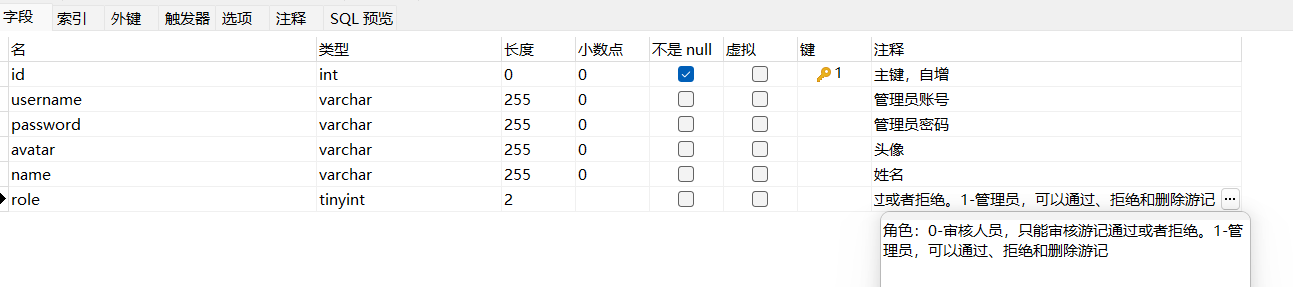 字段 索引 外键 触发器 选项 注释 SQL 预览
名 类型 长度 小数点 不是 null 虚拟 键 注释
id int 0 0 1 主键，自增
username varchar 255 0 管理员账号
password varchar 255 0 管理员密码
avatar varchar 255 0 头像
name varchar 255 0 姓名
role tinyint 2 过或者拒绝。1-管理员，可以通过、拒绝和删除游记 ...
角色：0-审核人员，只能审核游记通过或者拒绝。1-管
理员，可以通过、拒绝和删除游记